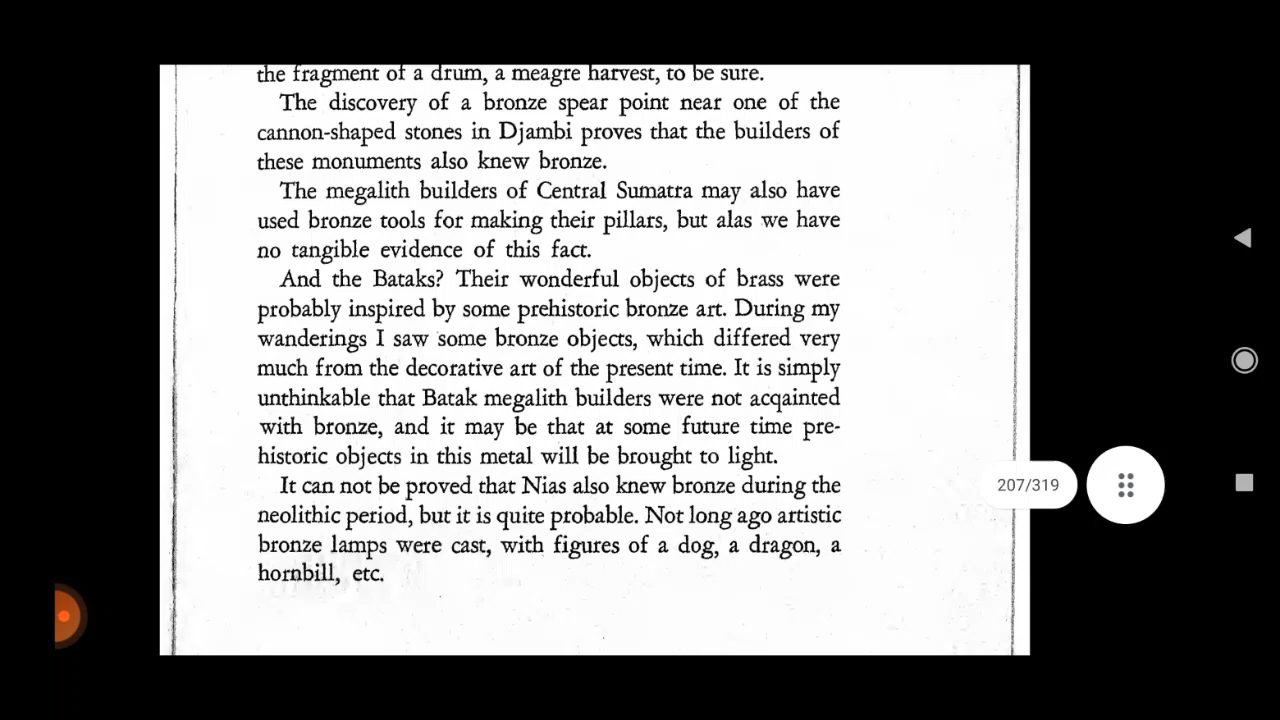 the fragment of a drum, a meagre harvest, to be sure.
The discovery of a bronze spear point near one of the
cannon-shaped stones in Djambi proves that the builders of
these monuments also knew bronze.
The megalith builders of Central Sumatra may also have
used bronze tools for making their pillars, but alas we have
no tangible evidence of this fact.
And the Bataks? Their wonderful objects of brass were
probably inspired by some prehistoric bronze art. During my
wanderings I saw some bronze objects, which differed very
much from the decorative art of the present time. It is simply
unthinkable that Batak megalith builders were not acqainted
with bronze, and it may be that at some future time pre-
historic objects in this metal will be brought to light.
It can not be proved that Nias also knew bronze during the
neolithic period, but it is quite probable. Not long ago artistic
bronze lamps were cast, with figures of a dog, a dragon, a
hornbill, etc.
207/319